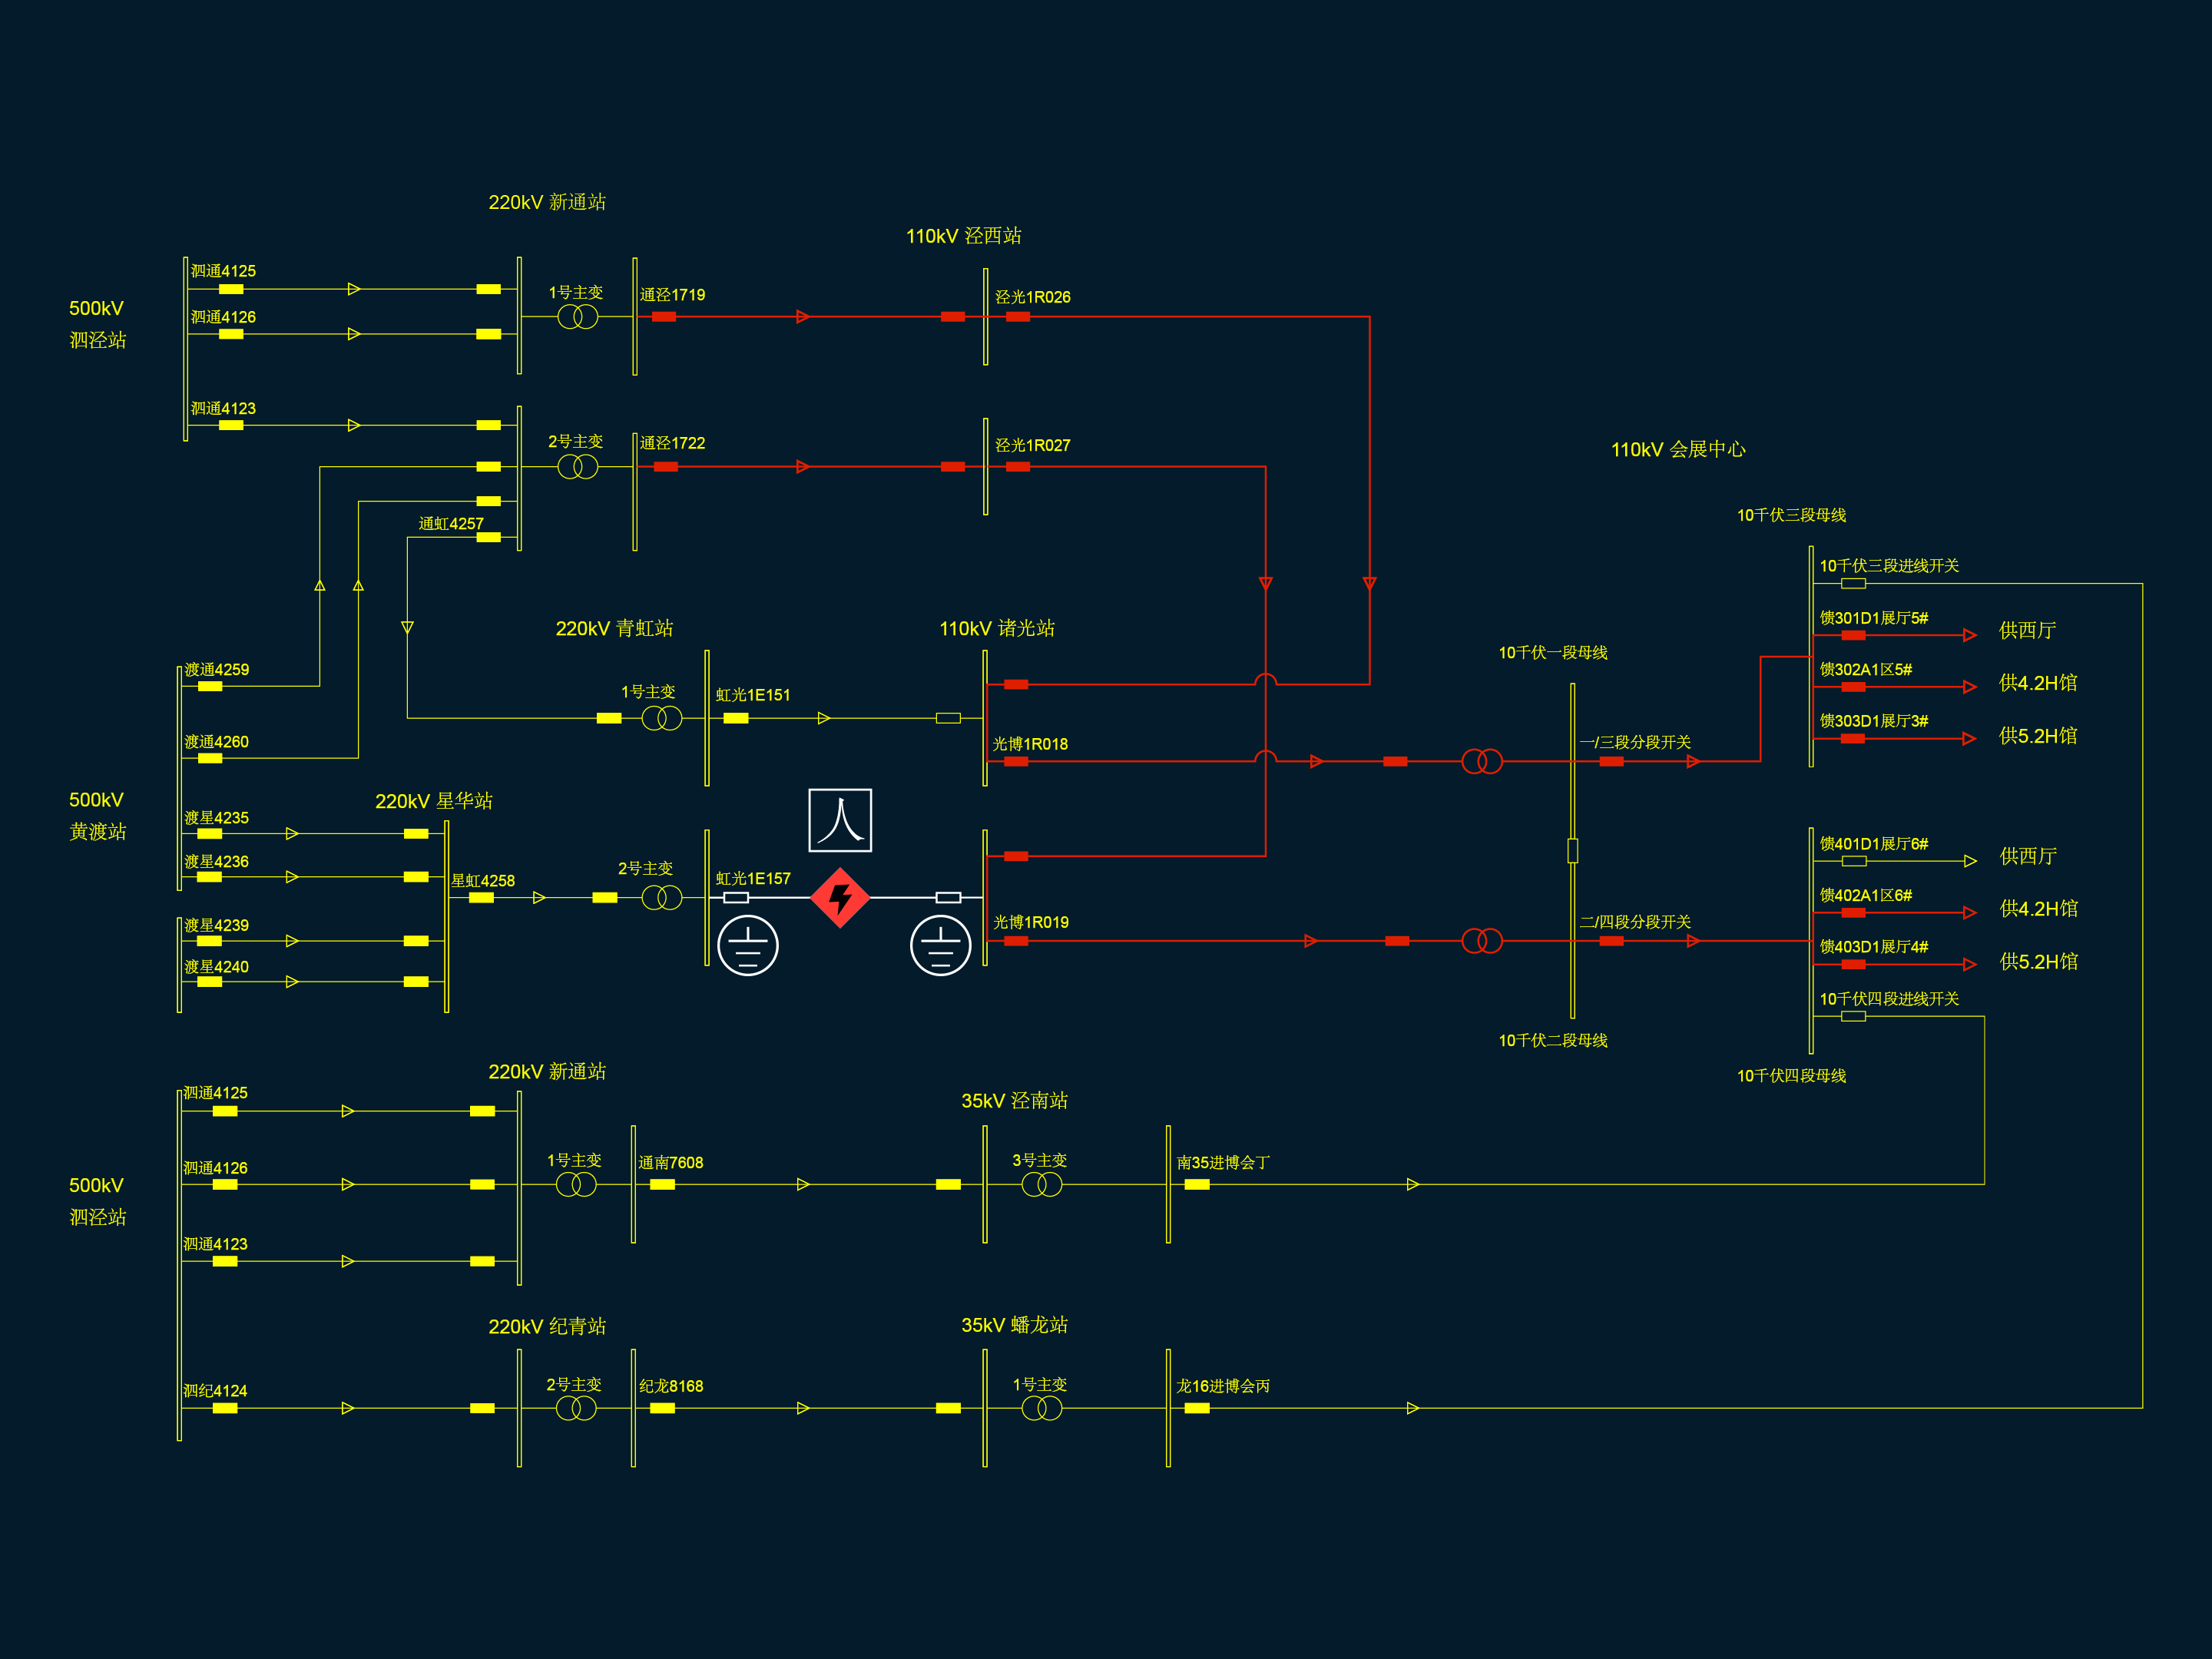 220kV 新通站
110kV 泾西站
500kV
泗泾站
泗通4125
泗通4126
泗通4123
1号主变
通泾1719
泾光1R026
2号主变
通泾1722
泾光1R027
通虹4257
110kV 会展中心
10千伏三段母线
10千伏三段进线开关
馈301D1展厅5#
供西厅
馈302A1区5#
供4.2H馆
馈303D1展厅3#
供5.2H馆
220kV 青虹站
110kV 诸光站
10千伏一段母线
500kV
黄渡站
渡通4259
渡通4260
1号主变
虹光1E151
光博1R018
一/三段分段开关
220kV 星华站
渡星4235
渡星4236
渡星4239
渡星4240
星虹4258
2号主变
虹光1E157
人
光博1R019
二/四段分段开关
馈401D1展厅6#
供西厅
馈402A1区6#
供4.2H馆
馈403D1展厅4#
供5.2H馆
10千伏四段进线开关
10千伏二段母线
10千伏四段母线
220kV 新通站
35kV 泾南站
500kV
泗泾站
泗通4125
泗通4126
泗通4123
1号主变
通南7608
3号主变
南35进博会丁
220kV 纪青站
35kV 蟠龙站
泗纪4124
2号主变
纪龙8168
1号主变
龙16进博会丙